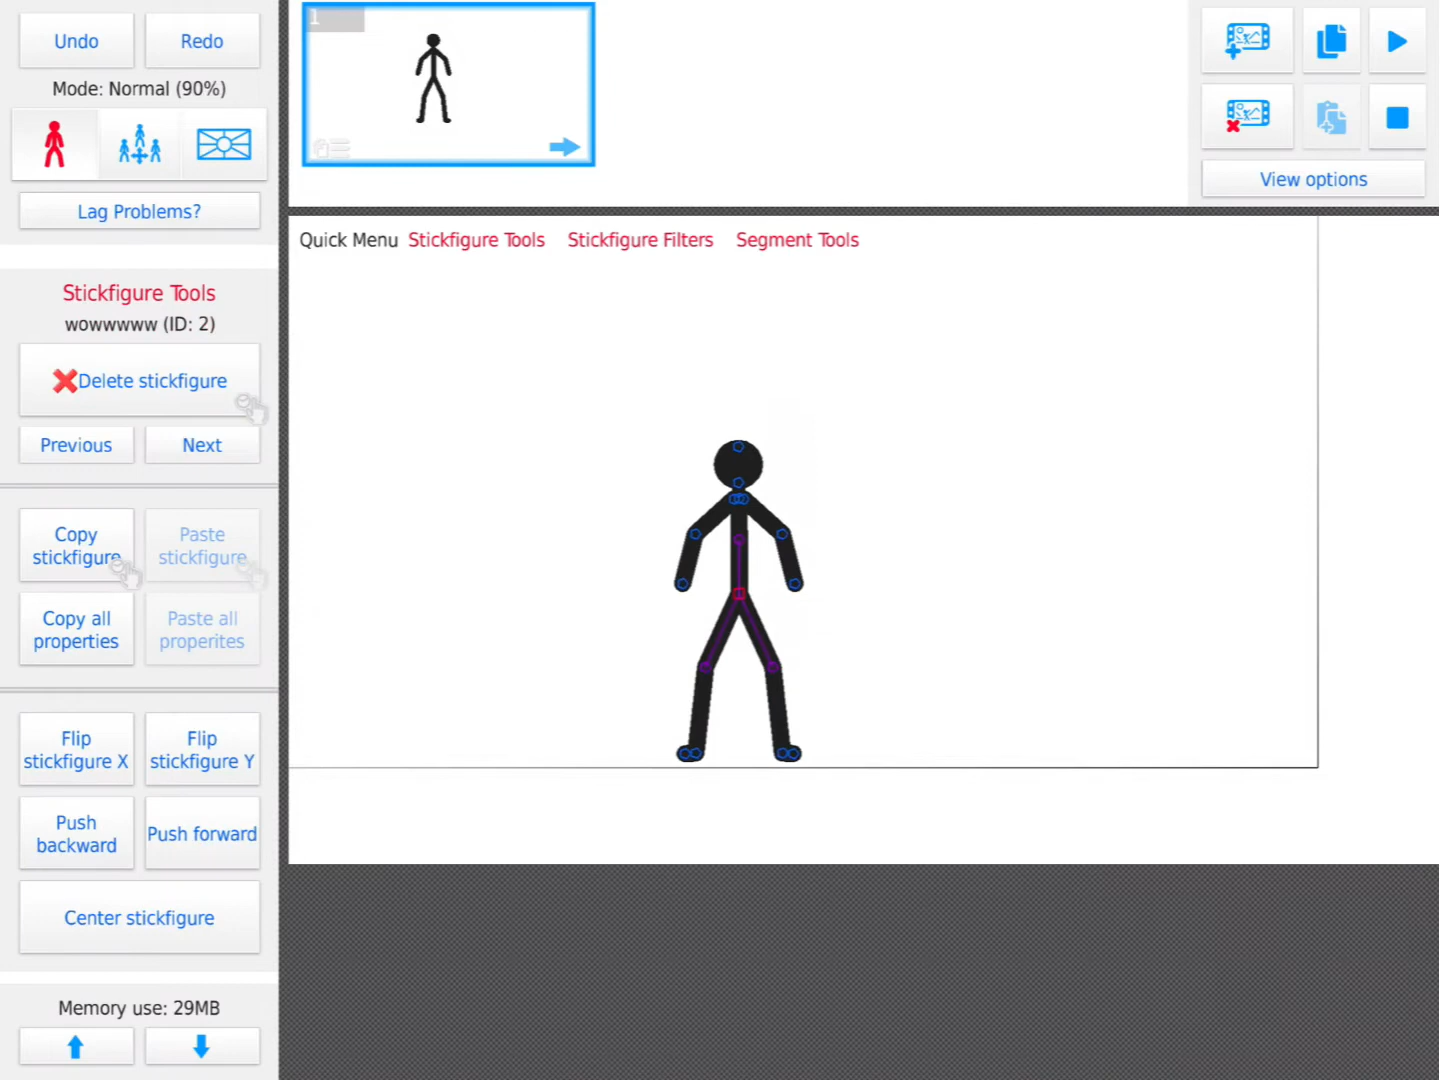 Undo
Redo
Mode: Normal (90%)
Lag Problems?
1
View options
Quick Menu Stickfigure Tools Stickfigure Filters Segment Tools
Stickfigure Tools
wowwwww (ID: 2)
Delete stickfigure
Previous
Next
Copy
stickfigure
Paste
stickfigure
Copy all
properties
Paste all
properites
Flip
stickfigure X
Flip
stickfigure Y
Push
backward
Push forward
Center stickfigure
Memory use: 29MB